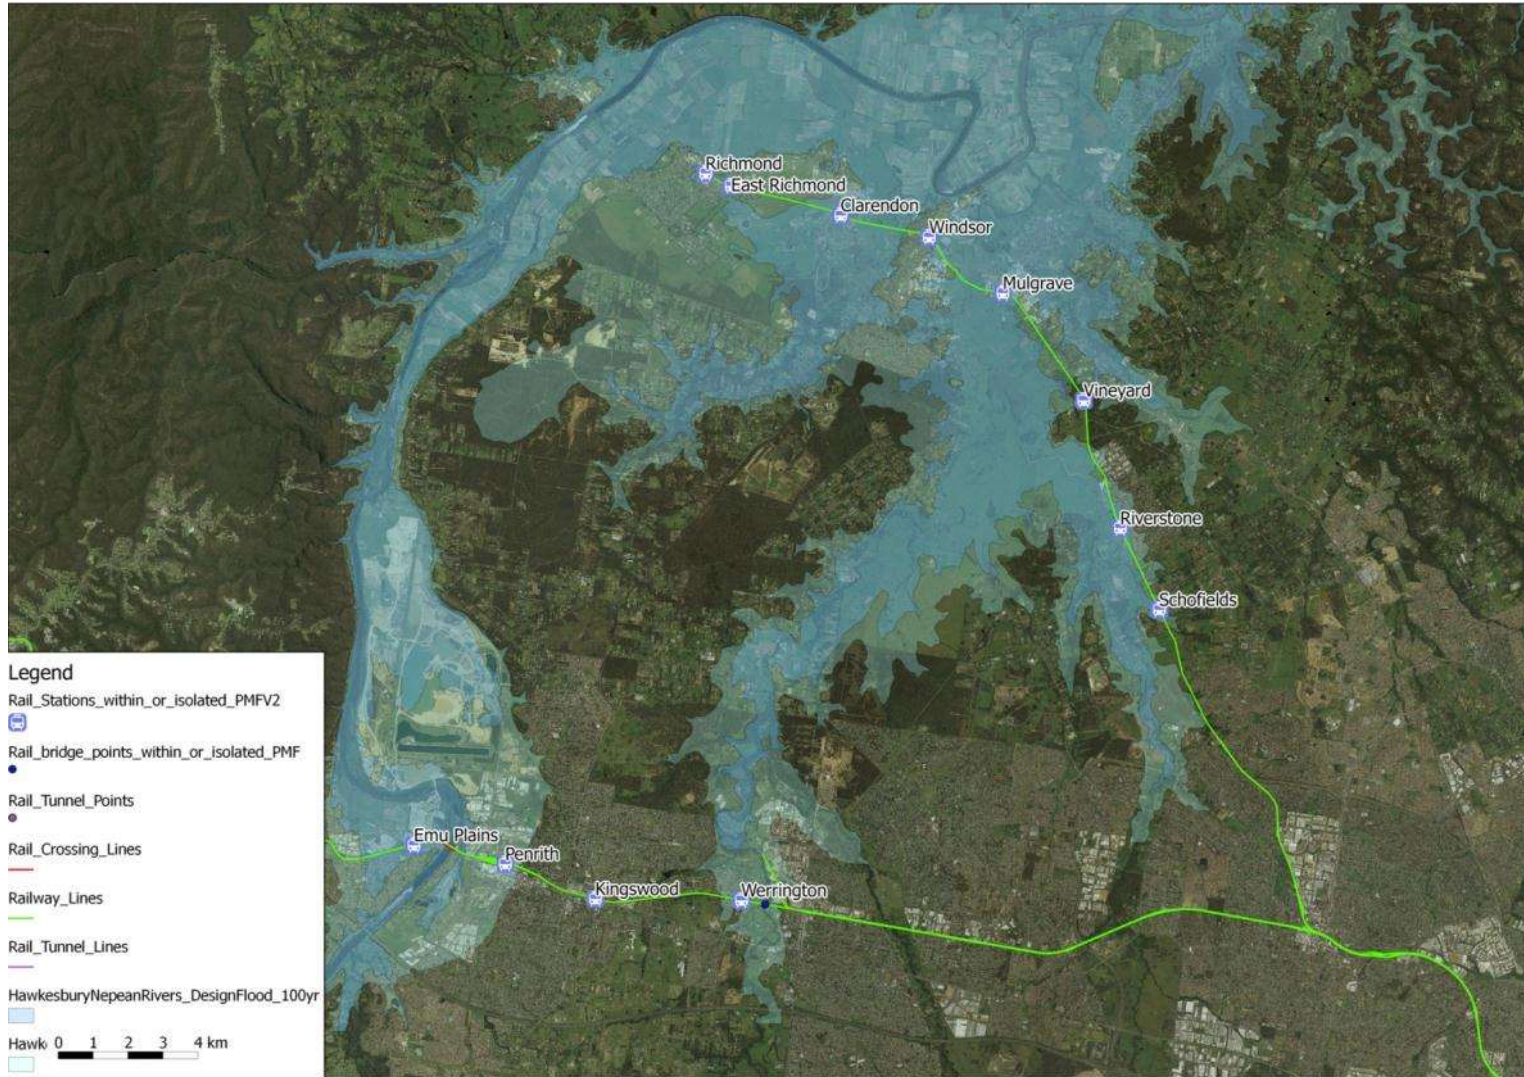 Richmond
East Richmond
Clarendon
Windsor
Mulgrave
Vineyard
Riverstone
Schofields
Emu Plains
Penrith
Kingswood
Werrington
Legend
Rail_Stations_within_or_isolated_PMFV2
Rail_bridge_points_within_or_isolated_PMF
Rail_Tunnel_Points
Rail_Crossing_Lines
Railway_Lines
Rail_Tunnel_Lines
HawkesburyNepeanRivers_DesignFlood_100yr
Hawk
0 1 2 3 4 km